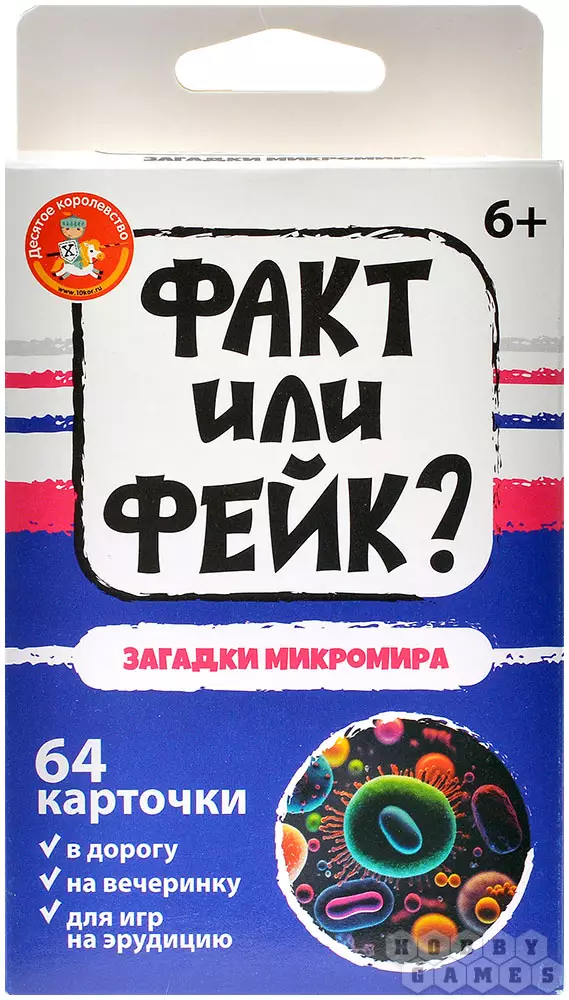 ЗАГАДКИ МИКРОМИРА
Десятое королевство
www.10kor.ru
6+
ФАКТ
ИЛИ
ФЕЙК?
ЗАГАДКИ МИКРОМИРА
64
карточки
в дорогу
на вечеринку
для игр
на эрудицию
HOBBY
GAMES